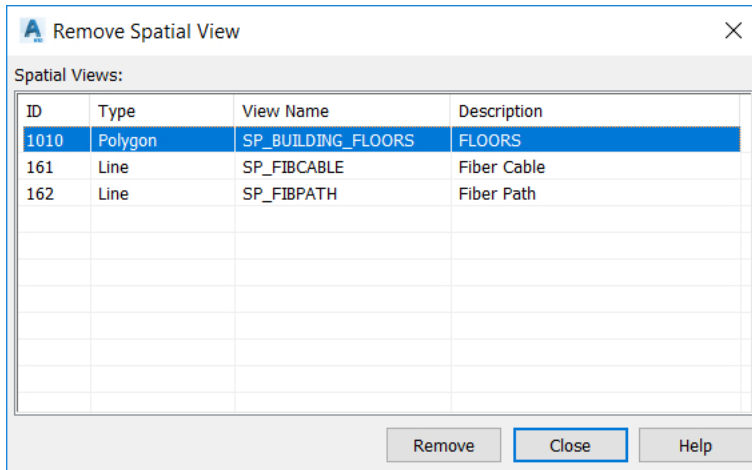 Remove Spatial View
Spatial Views:
ID Type View Name Description
1010 Polygon SP_BUILDING_FLOORS FLOORS
161 Line SP_FIBCABLE Fiber Cable
162 Line SP_FIBPATH Fiber Path
Remove Close Help